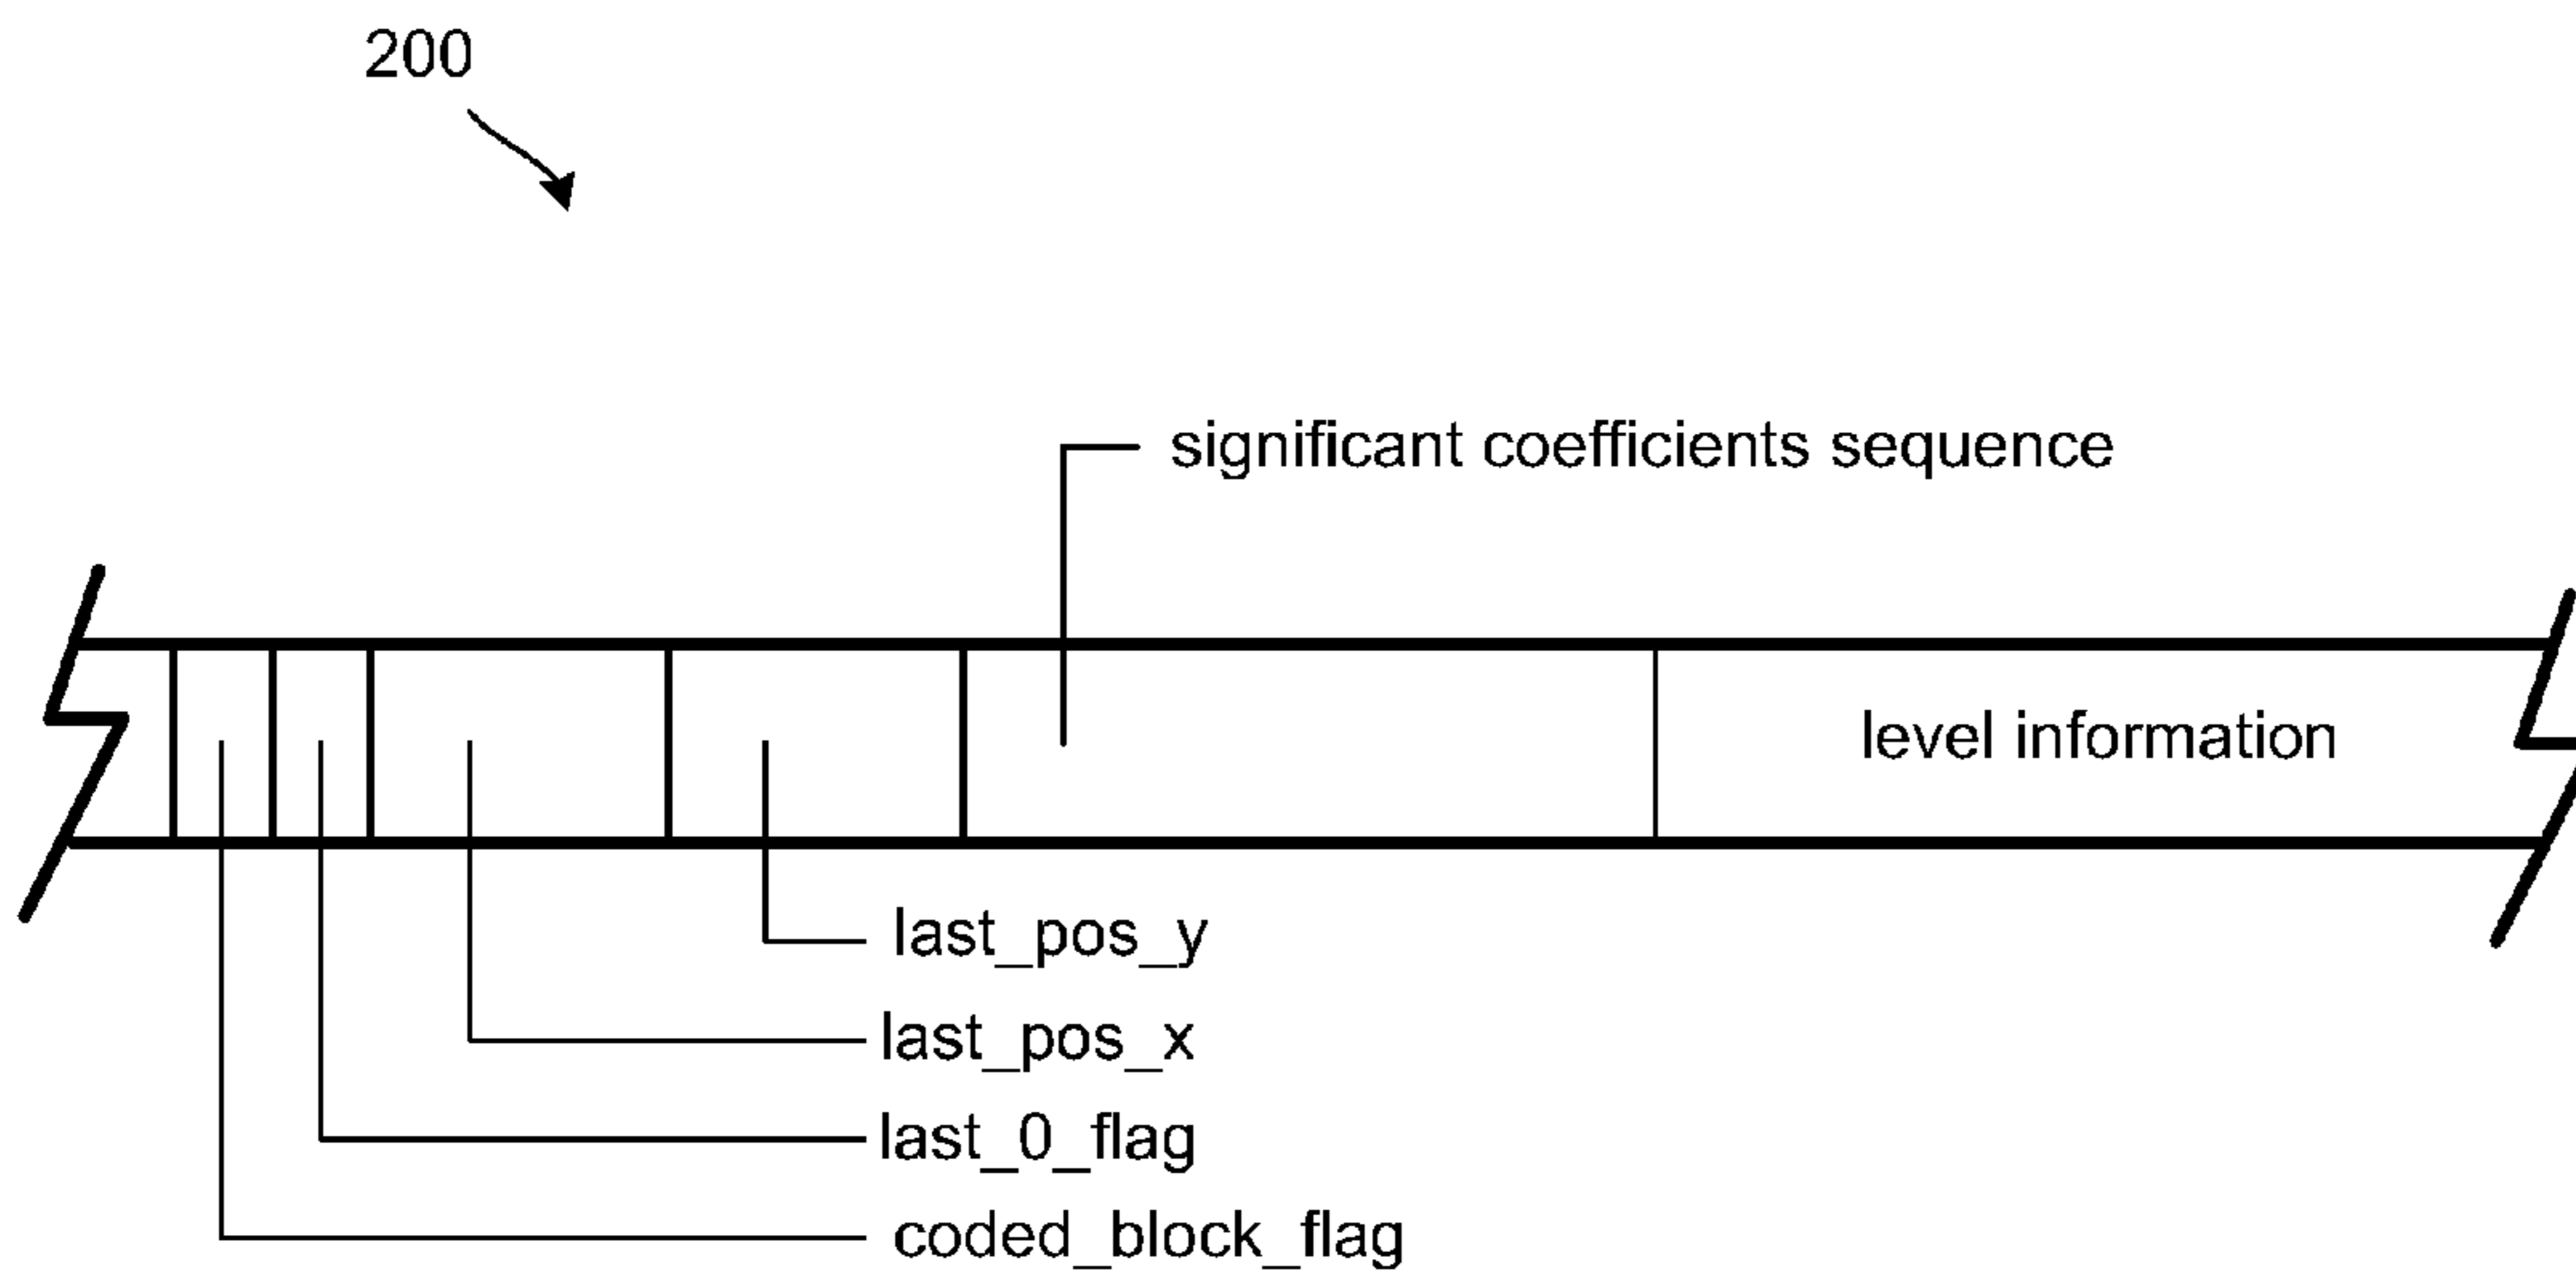 200
significant coefficients sequence
level information
last_pos_y
last_pos_x
last_0_flag
coded_block_flag